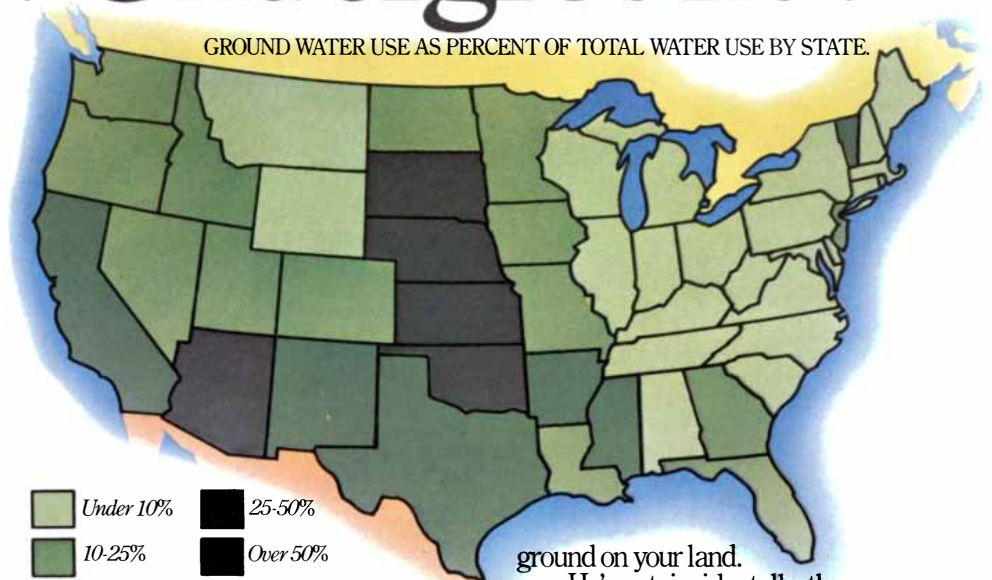 GROUND WATER USE AS PERCENT OF TOTAL WATER USE BY STATE.
Under 10%
25-50%
10-25%
Over 50%
ground on your land.